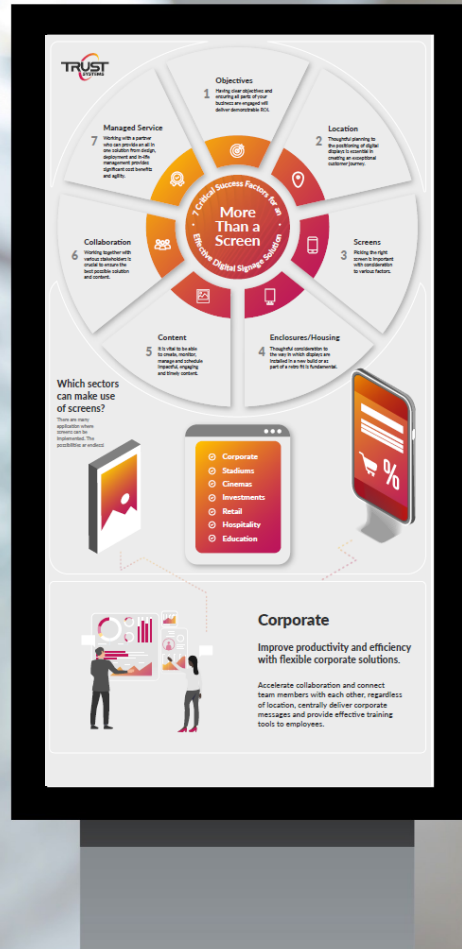 TRUST
SYSTEMS
7 Critical Success Factors for an
More
Than a
Screen
Effective Digital Signage Solution
1
Objectives
Having clear objectives and
ensuring all parts of your
business are engaged will
deliver demonstrable ROI.
2
Location
Thoughtful planning to
the positioning of digital
displays is essential in
creating an exceptional
customer journey.
3
Screens
Picking the right
screen is important
with consideration
to various factors.
4
Enclosures/Housing
Thoughtful consideration to
the way in which displays are
installed in a new build or as
part of a retro fit is fundamental.
5
Content
It is vital to be able
to create, monitor,
manage and schedule
impactful, engaging
and timely content.
6
Collaboration
Working together with
various stakeholders is
crucial to ensure the
best possible solution
and content.
7
Managed Service
Working with a partner
who can provide an all in
one solution from design,
deployment and in-life
management provides
significant cost benefits
and agility.
Which sectors
can make use
of screens?
There are many
application where
screens can be
implemented. The
possibilities ar endless!
Corporate
Stadiums
Cinemas
Investments
Retail
Hospitality
Education
%
Corporate
Improve productivity and efficiency
with flexible corporate solutions.
Accelerate collaboration and connect
team members with each other, regardless
of location, centrally deliver corporate
messages and provide effective training
tools to employees.